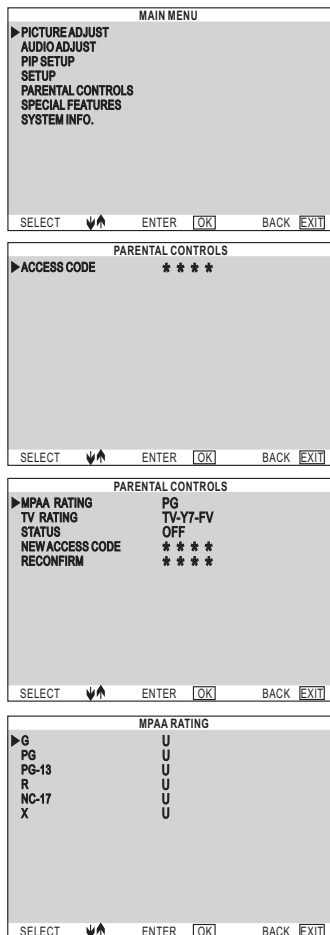 MAIN MENU
▶PICTURE ADJUST
AUDIO ADJUST
PIP SETUP
SETUP
PARENTAL CONTROLS
SPECIAL FEATURES
SYSTEM INFO.
SELECT ENTER OK BACK EXIT
PARENTAL CONTROLS
▶ACCESS CODE * * * *
SELECT ENTER OK BACK EXIT
PARENTAL CONTROLS
▶MPAA RATING PG
TV RATING TV-Y7-FV
STATUS OFF
NEW ACCESS CODE * * * *
RECONFIRM * * * *
SELECT ENTER OK BACK EXIT
MPAA RATING
▶G U
PG U
PG-13 U
R U
NC-17 U
X U
SELECT ENTER OK BACK EXIT